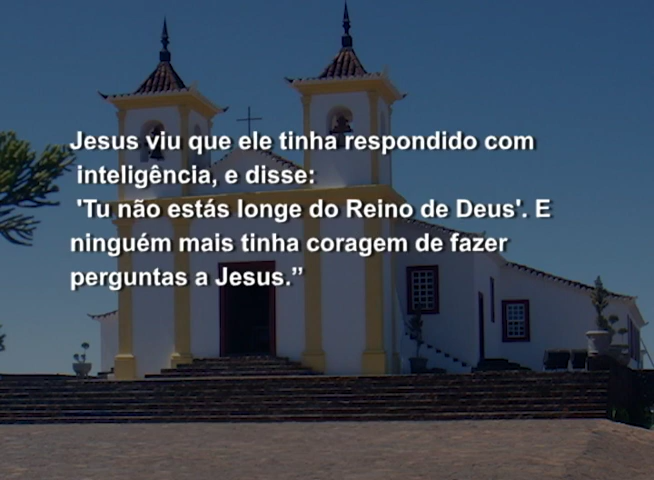 Jesus viu que ele tinha respondido com
inteligência, e disse:
'Tu não estás longe do Reino de Deus'. E
ninguém mais tinha coragem de fazer
perguntas a Jesus.”